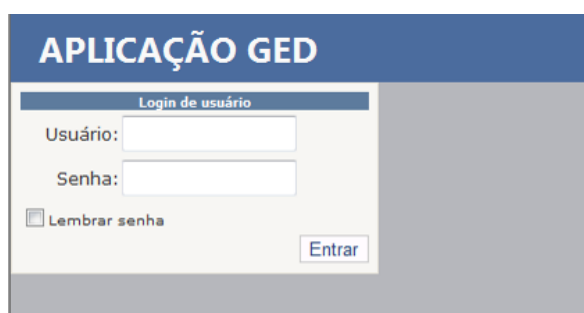 APLICAÇÃO GED
Login de usuário
Usuário:
Senha:
Lembrar senha
Entrar